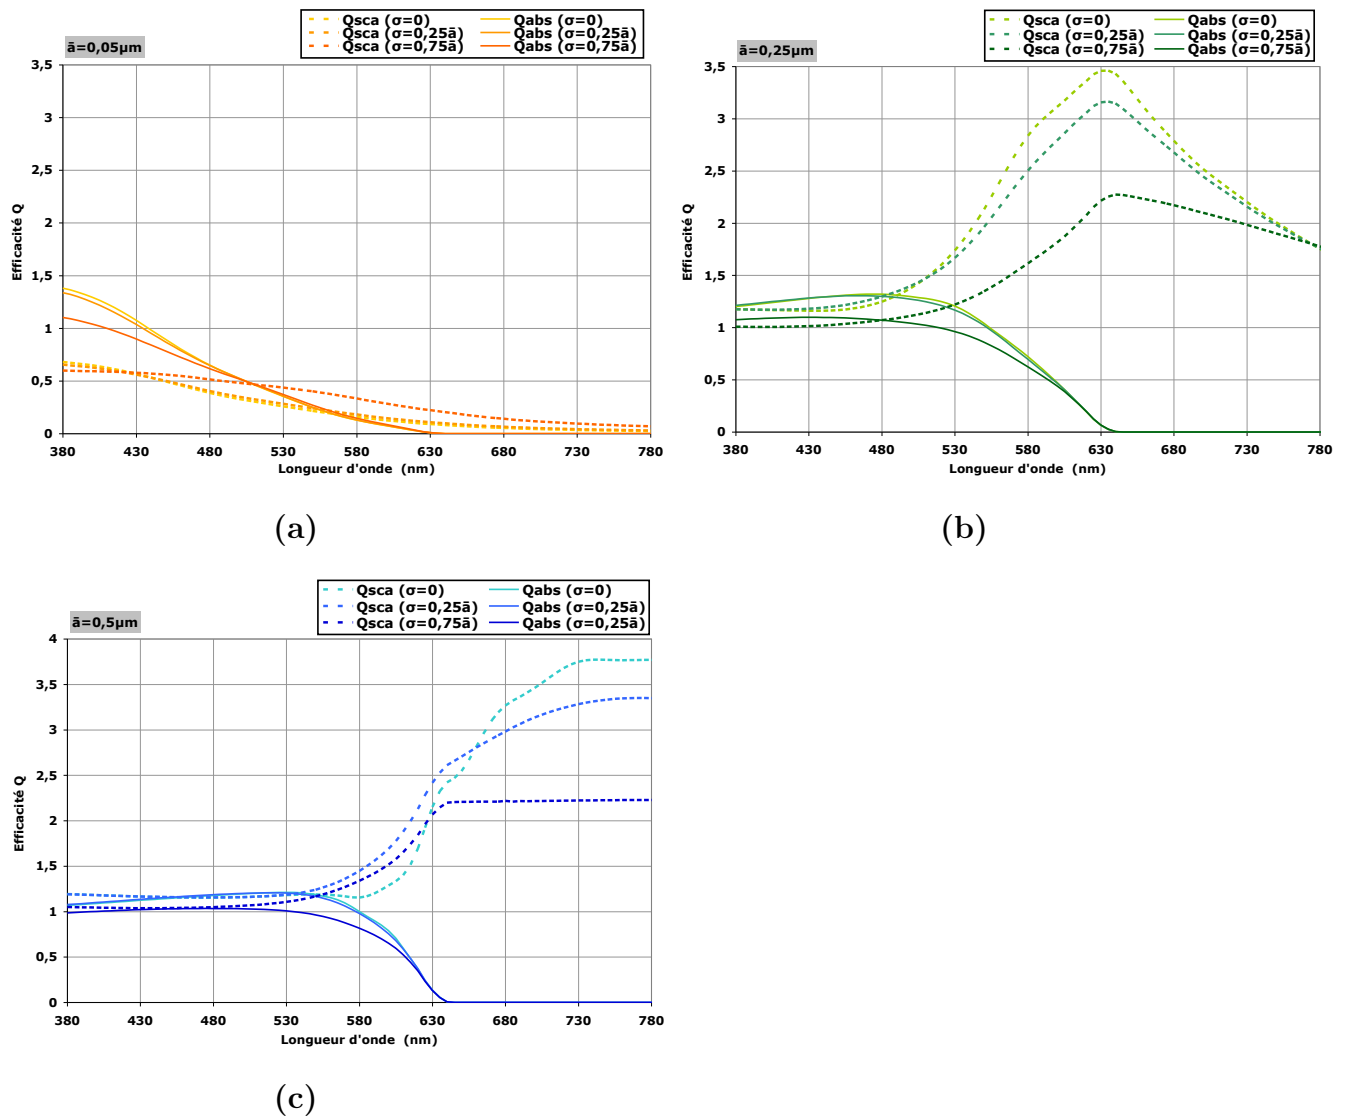 Qsca (σ=0) Qabs (σ=0)
Qsca (σ=0,25ā) Qabs (σ=0,25ā)
Qsca (σ=0,75ā) Qabs (σ=0,75ā)
ā=0,05µm
3,5
3
2,5
2
1,5
1
0,5
0
Efficacité Q
380 430 480 530 580 630 680 730 780
Longueur d'onde (nm)
(a)
Qsca (σ=0) Qabs (σ=0)
Qsca (σ=0,25ā) Qabs (σ=0,25ā)
Qsca (σ=0,75ā) Qabs (σ=0,75ā)
ā=0,25µm
3,5
3
2,5
2
1,5
1
0,5
0
Efficacité Q
380 430 480 530 580 630 680 730 780
Longueur d'onde (nm)
(b)
Qsca (σ=0) Qabs (σ=0)
Qsca (σ=0,25ā) Qabs (σ=0,25ā)
Qsca (σ=0,75ā) Qabs (σ=0,25ā)
ā=0,5µm
4
3,5
3
2,5
2
1,5
1
0,5
0
Efficacité Q
380 430 480 530 580 630 680 730 780
Longueur d'onde (nm)
(c)